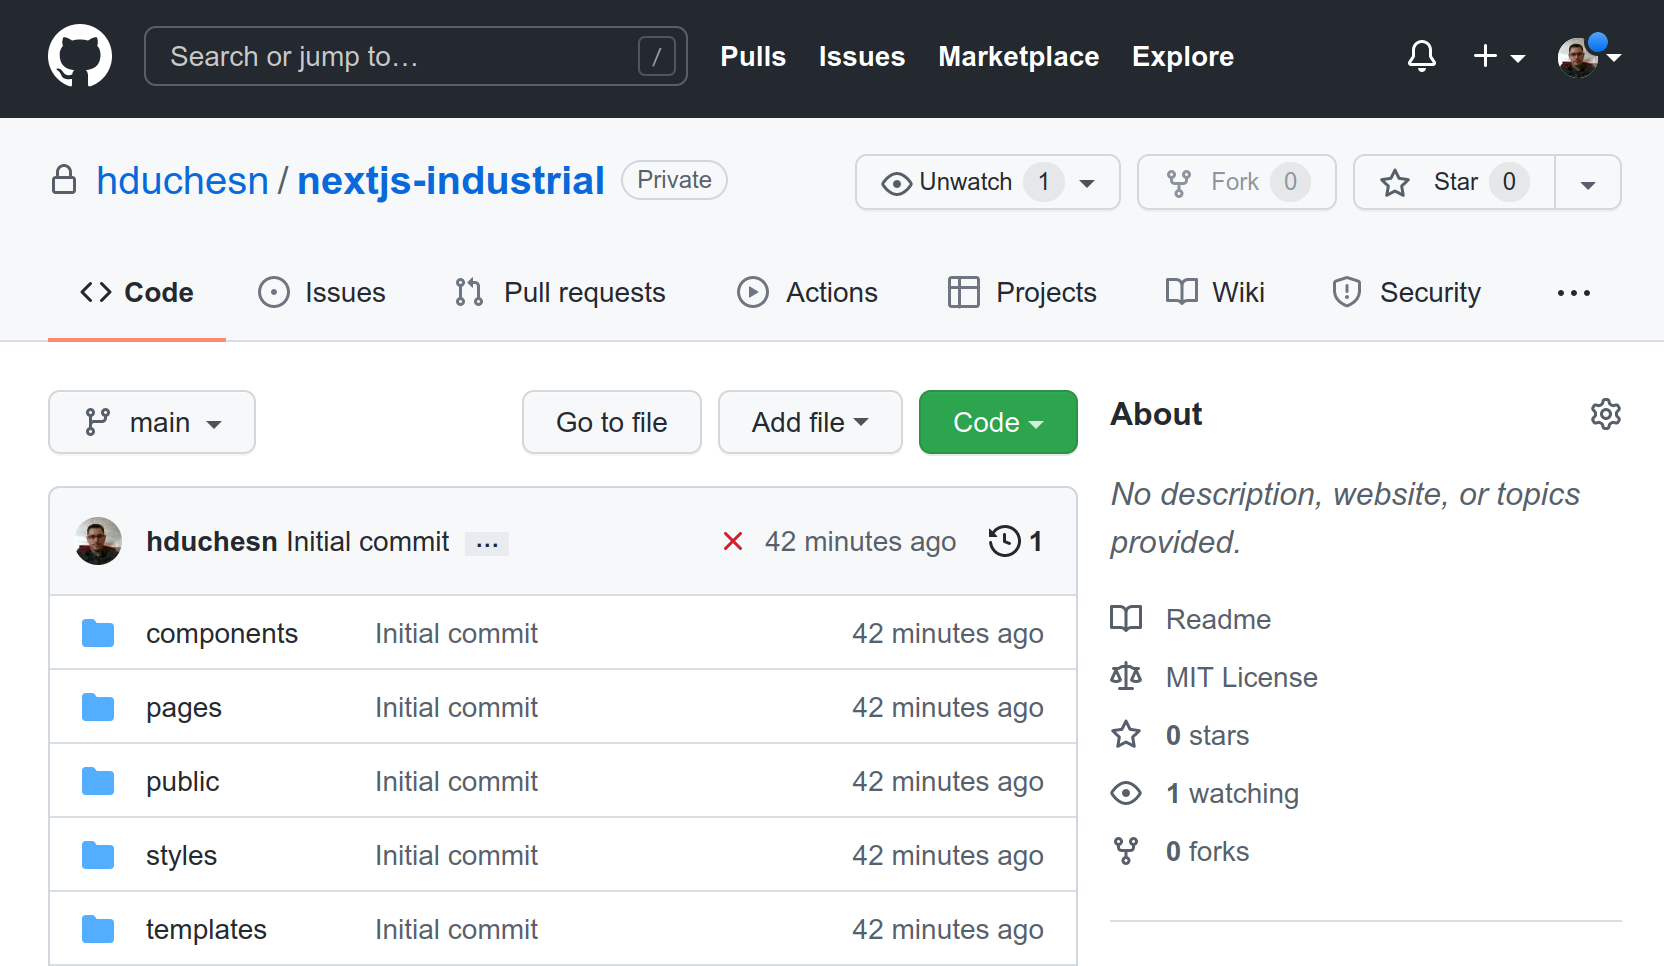 Search or jump to… / Pulls Issues Marketplace Explore
hduchesn / nextjs-industrial Private Unwatch 1 Fork 0 Star 0
Code Issues Pull requests Actions Projects Wiki Security
main Go to file Add file Code About
No description, website, or topics
provided.
hduchesn Initial commit ... 42 minutes ago 1
components Initial commit 42 minutes ago
pages Initial commit 42 minutes ago
public Initial commit 42 minutes ago
styles Initial commit 42 minutes ago
templates Initial commit 42 minutes ago
Readme
MIT License
0 stars
1 watching
0 forks